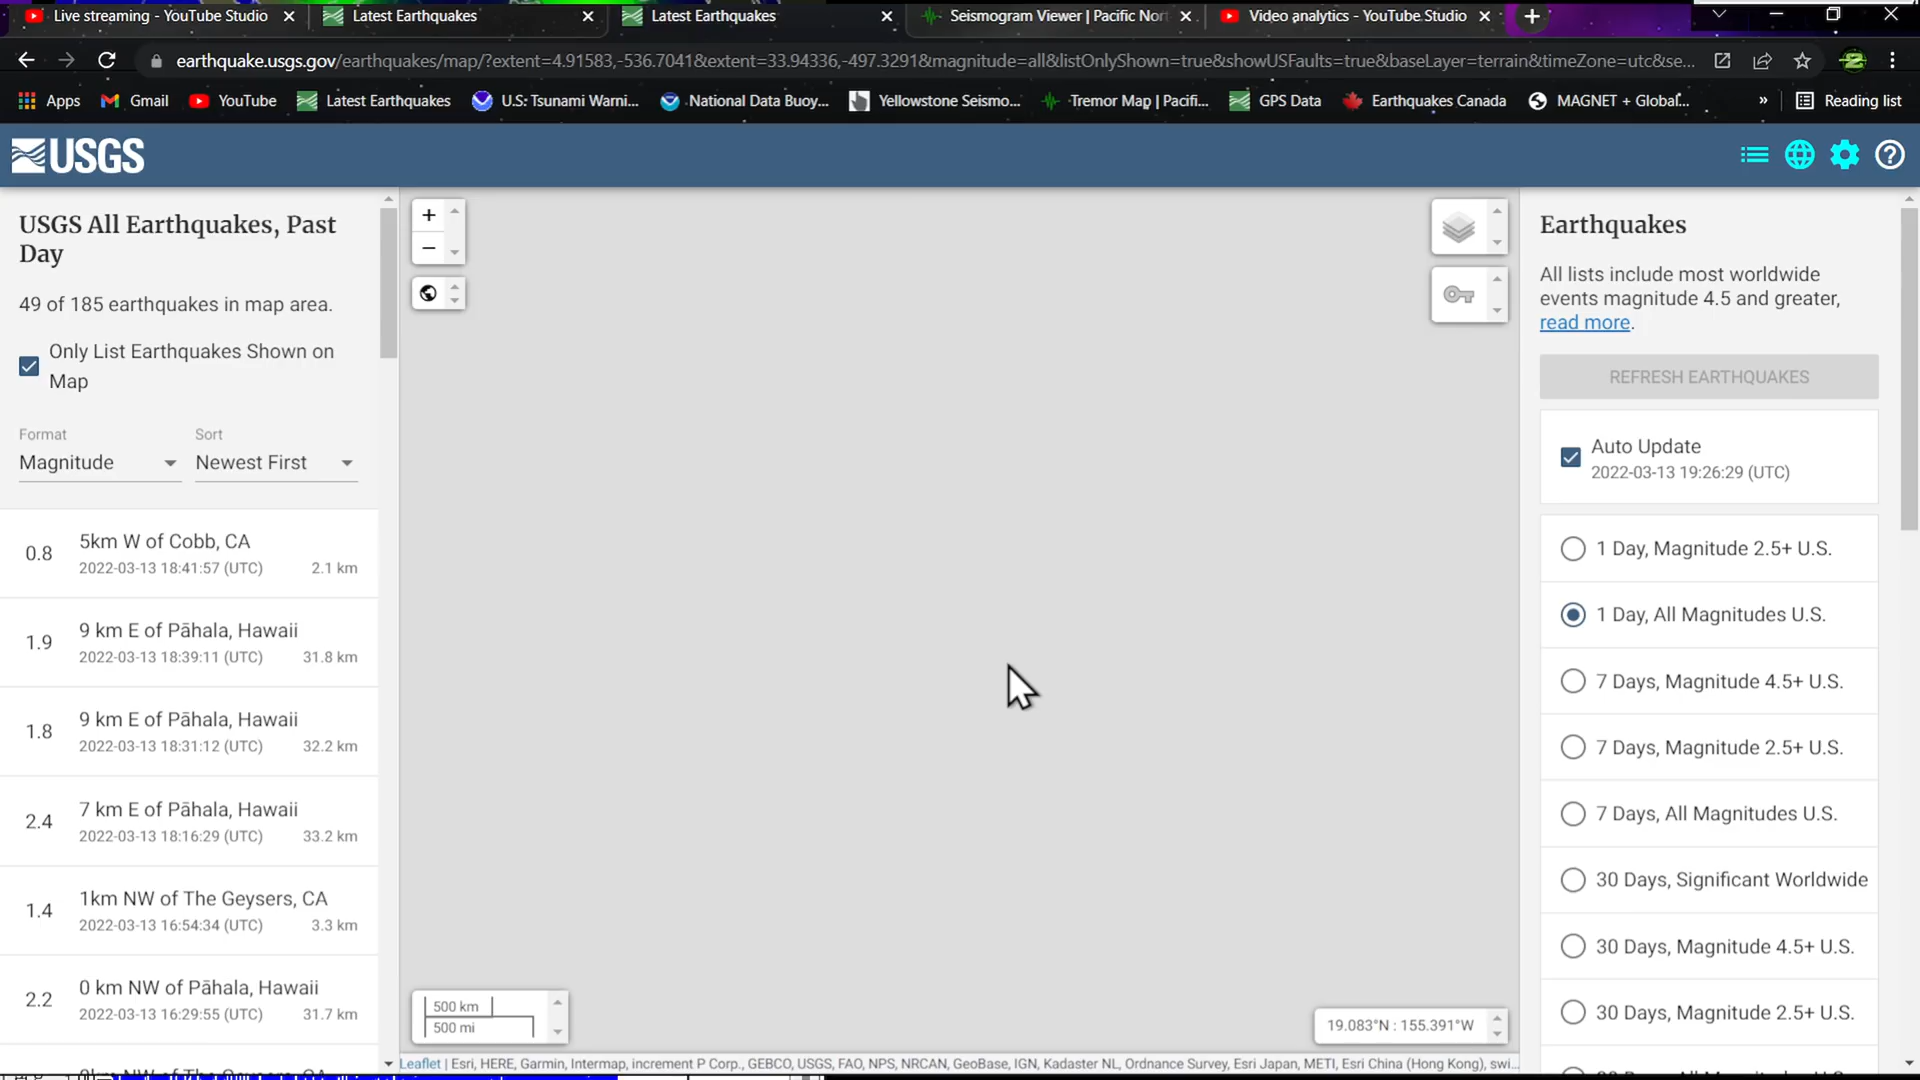 Live streaming - YouTube Studio
Latest Earthquakes
Latest Earthquakes
Seismogram Viewer | Pacific Nor
Video analytics - YouTube Studio
earthquake.usgs.gov/earthquakes/map/?extent=4.91583,-536.7041&extent=33.94336,-497.3291&magnitude=all&listOnlyShown=true&showUSFaults=true&baseLayer=terrain&timeZone=utc&se...
Apps
Gmail
YouTube
Latest Earthquakes
U.S: Tsunami Warni...
National Data Buoy...
Yellowstone Seismo...
Tremor Map | Pacifi...
GPS Data
Earthquakes Canada
MAGNET + Global...
»
Reading list
USGS
USGS All Earthquakes, Past
Day
49 of 185 earthquakes in map area.
Only List Earthquakes Shown on
Map
Format
Sort
Magnitude
Newest First
0.8
5km W of Cobb, CA
2022-03-13 18:41:57 (UTC)
2.1 km
1.9
9 km E of Pāhala, Hawaii
2022-03-13 18:39:11 (UTC)
31.8 km
1.8
9 km E of Pāhala, Hawaii
2022-03-13 18:31:12 (UTC)
32.2 km
2.4
7 km E of Pāhala, Hawaii
2022-03-13 18:16:29 (UTC)
33.2 km
1.4
1km NW of The Geysers, CA
2022-03-13 16:54:34 (UTC)
3.3 km
2.2
0 km NW of Pāhala, Hawaii
2022-03-13 16:29:55 (UTC)
31.7 km
+
−
500 km
500 mi
19.083°N : 155.391°W
Leaflet | Esri, HERE, Garmin, Intermap, increment P Corp., GEBCO, USGS, FAO, NPS, NRCAN, GeoBase, IGN, Kadaster NL, Ordnance Survey, Esri Japan, METI, Esri China (Hong Kong), swi...
Earthquakes
All lists include most worldwide
events magnitude 4.5 and greater,
read more.
REFRESH EARTHQUAKES
Auto Update
2022-03-13 19:26:29 (UTC)
1 Day, Magnitude 2.5+ U.S.
1 Day, All Magnitudes U.S.
7 Days, Magnitude 4.5+ U.S.
7 Days, Magnitude 2.5+ U.S.
7 Days, All Magnitudes U.S.
30 Days, Significant Worldwide
30 Days, Magnitude 4.5+ U.S.
30 Days, Magnitude 2.5+ U.S.